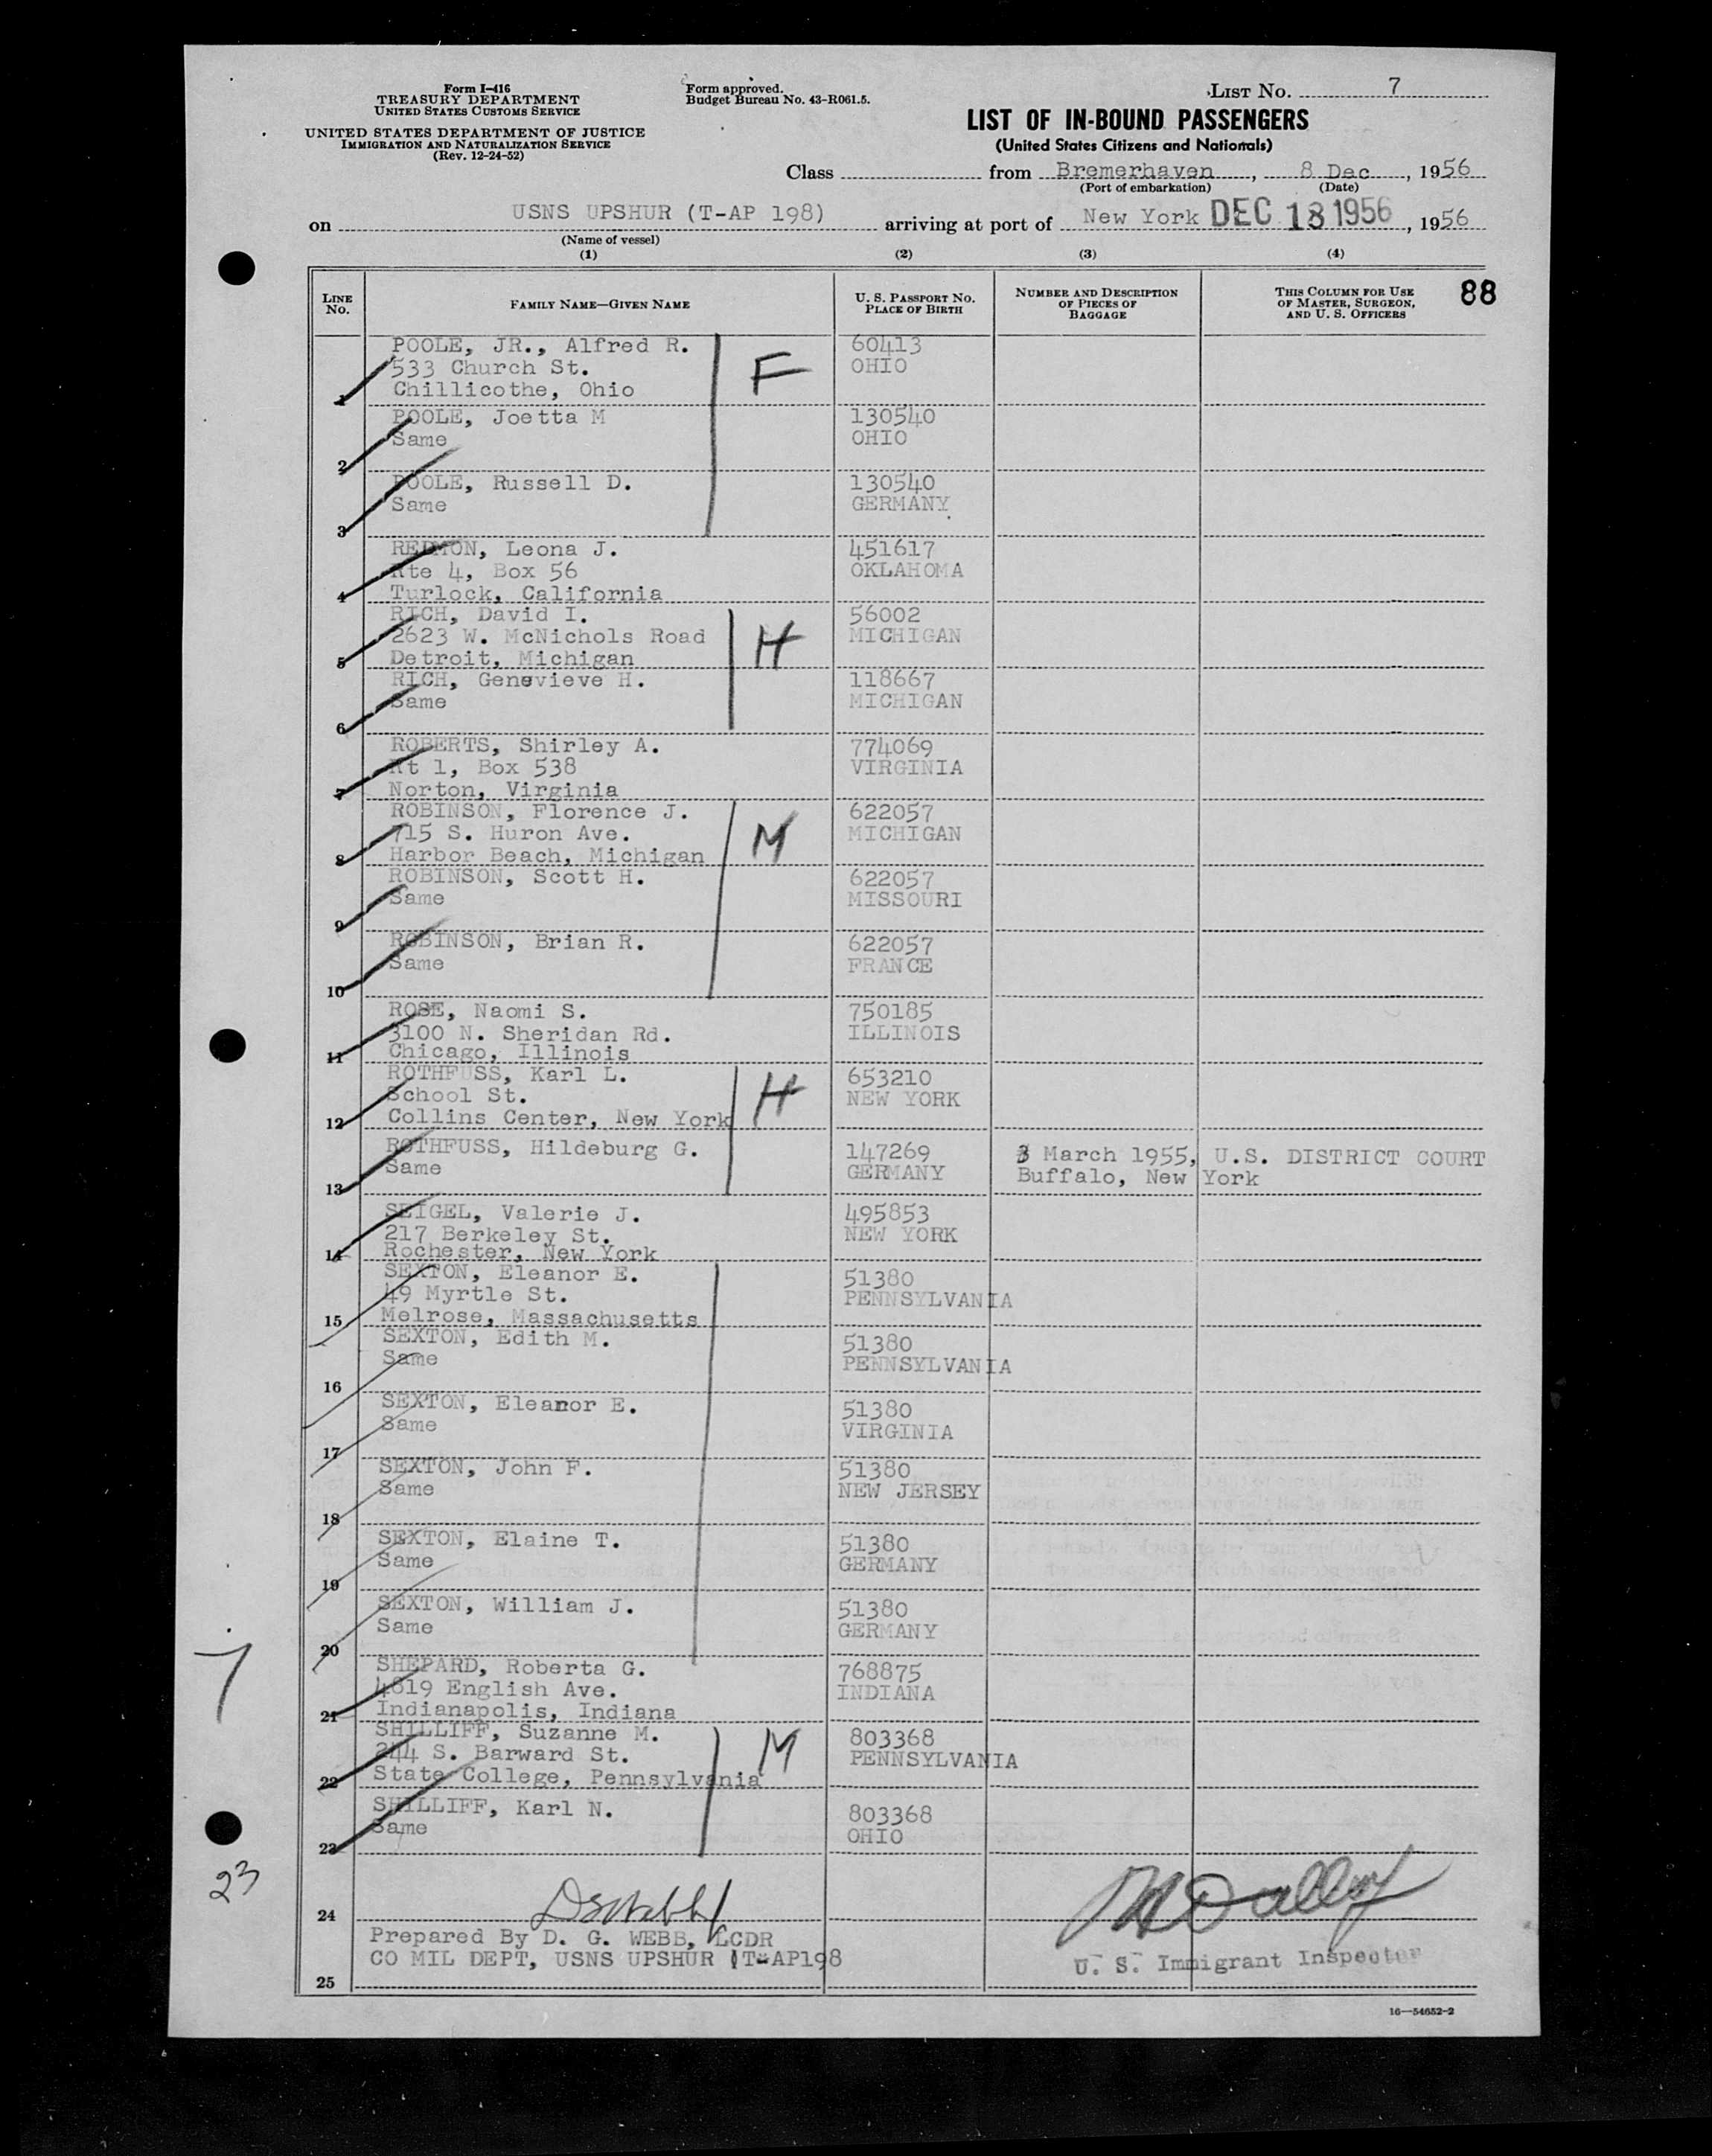 Form I-416
TREASURY DEPARTMENT
UNITED STATES CUSTOMS SERVICE
UNITED STATES DEPARTMENT OF JUSTICE
IMMIGRATION AND NATURALIZATION SERVICE
(Rev. 12-24-52)
Form approved.
Budget Bureau No. 43-R061.5.
LIST No. 7
LIST OF IN-BOUND PASSENGERS
(United States Citizens and Nationals)
Class from Bremerhaven, 8 Dec, 1956
(Port of embarkation) (Date)
on USNS UPSHUR (T-AP 198) arriving at port of New York DEC 18 1956, 1956
(Name of vessel)
(1) (2) (3) (4)
LINE No. FAMILY NAME—GIVEN NAME U. S. PASSPORT NO. PLACE OF BIRTH NUMBER AND DESCRIPTION OF PIECES OF BAGGAGE THIS COLUMN FOR USE OF MASTER, SURGEON, AND U. S. OFFICERS 88
POOLE, JR., Alfred R. 60413
533 Church St. F OHIO
1 Chillicothe, Ohio
POOLE, Joetta M 130540
Same OHIO
2
POOLE, Russell D. 130540
Same GERMANY
3
REDMON, Leona J. 451617
Rte 4, Box 56 OKLAHOMA
4 Turlock, California
RICH, David I. 56002
2623 W. McNichols Road H MICHIGAN
5 Detroit, Michigan
RICH, Genevieve H. 118667
Same MICHIGAN
6
ROBERTS, Shirley A. 774069
Rt 1, Box 538 VIRGINIA
7 Norton, Virginia
ROBINSON, Florence J. 622057
715 S. Huron Ave. M MICHIGAN
8 Harbor Beach, Michigan
ROBINSON, Scott H. 622057
Same MISSOURI
9
ROBINSON, Brian R. 622057
Same FRANCE
10
ROSE, Naomi S. 750185
3100 N. Sheridan Rd. ILLINOIS
11 Chicago, Illinois
ROTHFUSS, Karl L. 653210
School St. H NEW YORK
12 Collins Center, New York
ROTHFUSS, Hildeburg G. 147269 3 March 1955, U.S. DISTRICT COURT
Same GERMANY Buffalo, New York
13
SEIGEL, Valerie J. 495853
217 Berkeley St. NEW YORK
14 Rochester, New York
SEXTON, Eleanor E. 51380
49 Myrtle St. PENNSYLVANIA
15 Melrose, Massachusetts
SEXTON, Edith M. 51380
Same PENNSYLVANIA
16
SEXTON, Eleanor E. 51380
Same VIRGINIA
17
SEXTON, John F. 51380
Same NEW JERSEY
18
SEXTON, Elaine T. 51380
Same GERMANY
19
SEXTON, William J. 51380
Same GERMANY
20
7
SHEPARD, Roberta G. 768875
4819 English Ave. INDIANA
21 Indianapolis, Indiana
SHILLIFF, Suzanne M. 803368
244 S. Barward St. M PENNSYLVANIA
22 State College, Pennsylvania
SHILLIFF, Karl N. 803368
Same OHIO
23
23
24
Prepared By D. G. WEBB, LCDR
CO MIL DEPT, USNS UPSHUR (T-AP198
U. S. Immigrant Inspector
25
16—54652-2